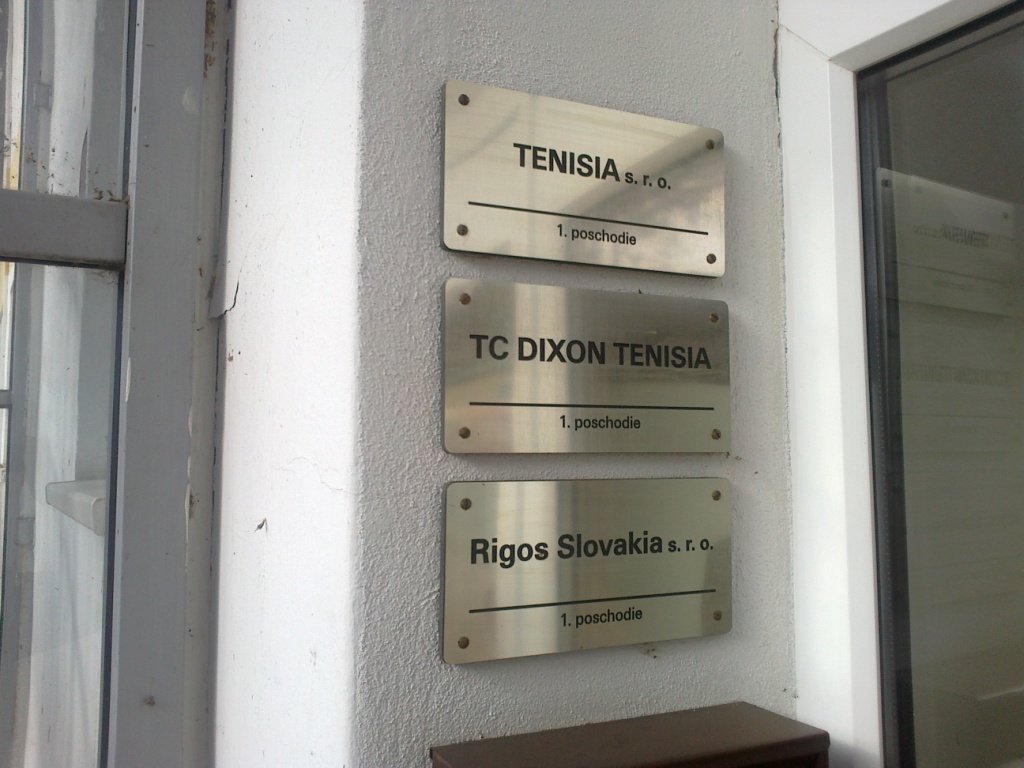 TENISIA s. r. o.
1. poschodie
TC DIXON TENISIA
1. poschodie
Rigos Slovakia s. r. o.
1. poschodie